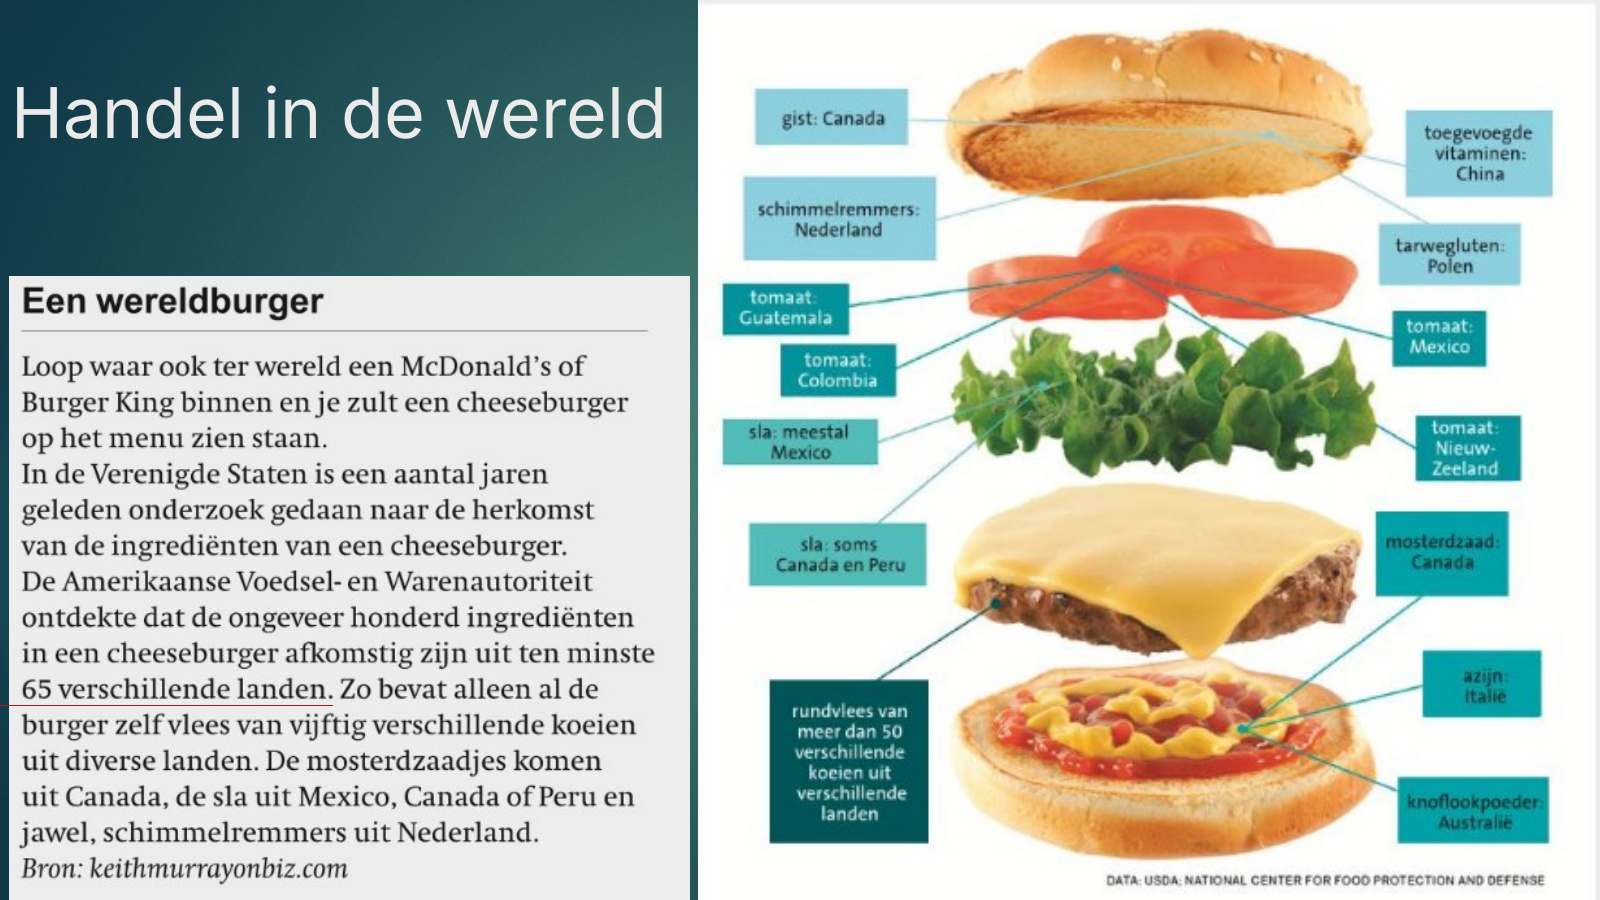 Handel in de wereld
Een wereldburger
Loop waar ook ter wereld een McDonald’s of
Burger King binnen en je zult een cheeseburger
op het menu zien staan.
In de Verenigde Staten is een aantal jaren
geleden onderzoek gedaan naar de herkomst
van de ingrediënten van een cheeseburger.
De Amerikaanse Voedsel- en Warenautoriteit
ontdekte dat de ongeveer honderd ingrediënten
in een cheeseburger afkomstig zijn uit ten minste
65 verschillende landen. Zo bevat alleen al de
burger zelf vlees van vijftig verschillende koeien
uit diverse landen. De mosterdzaadjes komen
uit Canada, de sla uit Mexico, Canada of Peru en
jawel, schimmelremmers uit Nederland.
Bron: keithmurrayonbiz.com
gist: Canada
toegevoegde
vitaminen:
China
schimmelremmers:
Nederland
tarwegluten:
Polen
tomaat:
Guatemala
tomaat:
Mexico
tomaat:
Colombia
sla: meestal
Mexico
tomaat:
Nieuw-
Zeeland
sla: soms
Canada en Peru
mosterdzaad:
Canada
azijn:
Italië
rundvlees van
meer dan 50
verschillende
koeien uit
verschillende
landen
knoflookpoeder:
Australië
DATA: USDA; NATIONAL CENTER FOR FOOD PROTECTION AND DEFENSE